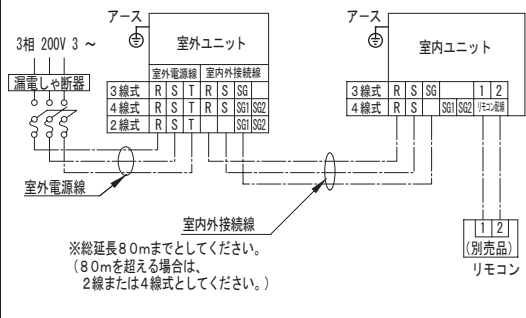 アース
3相 200V 3 ～
漏電しゃ断器
室外ユニット
室外電源線 室内外接続線
3線式 R S T R S SG
4線式 R S T R S SG1 SG2
2線式 R S T SG1 SG2
室外電源線
室内外接続線
※総延長80mまでとしてください。
(80mを超える場合は、
2線または4線式としてください。)
アース
室内ユニット
3線式 R S SG 1 2
4線式 R S SG1 SG2 リモコン配線
1 2
(別売品)
リモコン